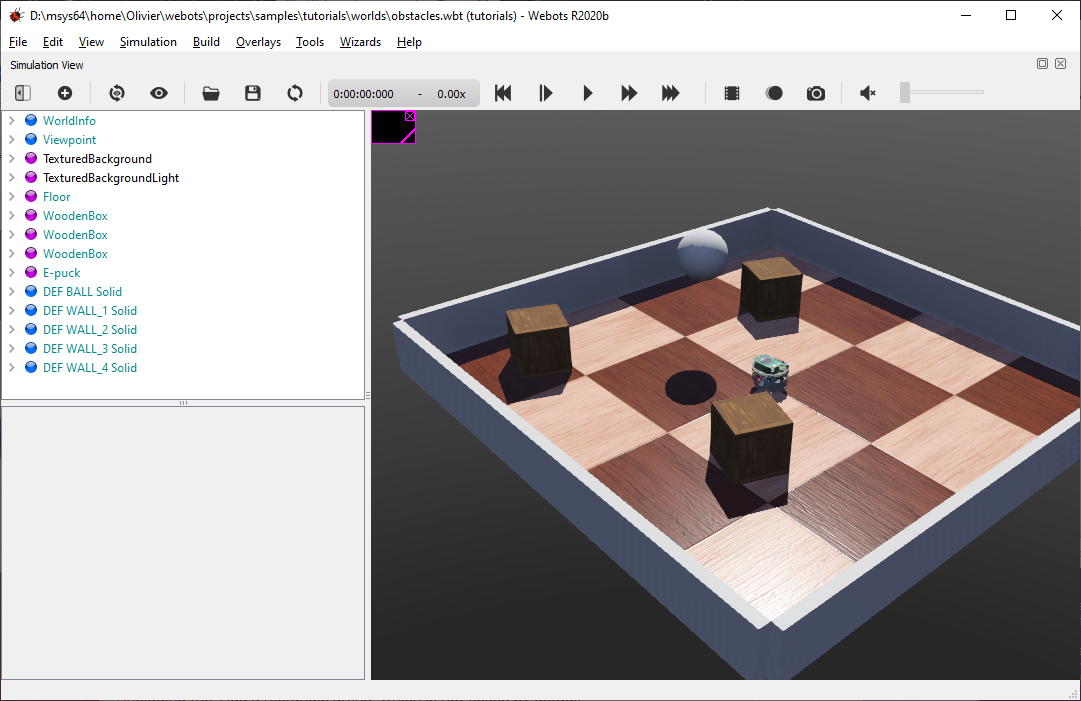 D:\msys64\home\Olivier\webots\projects\samples\tutorials\worlds\obstacles.wbt (tutorials) - Webots R2020b
File Edit View Simulation Build Overlays Tools Wizards Help
Simulation View
0:00:00:000 - 0.00x
WorldInfo
Viewpoint
TexturedBackground
TexturedBackgroundLight
Floor
WoodenBox
WoodenBox
WoodenBox
E-puck
DEF BALL Solid
DEF WALL_1 Solid
DEF WALL_2 Solid
DEF WALL_3 Solid
DEF WALL_4 Solid